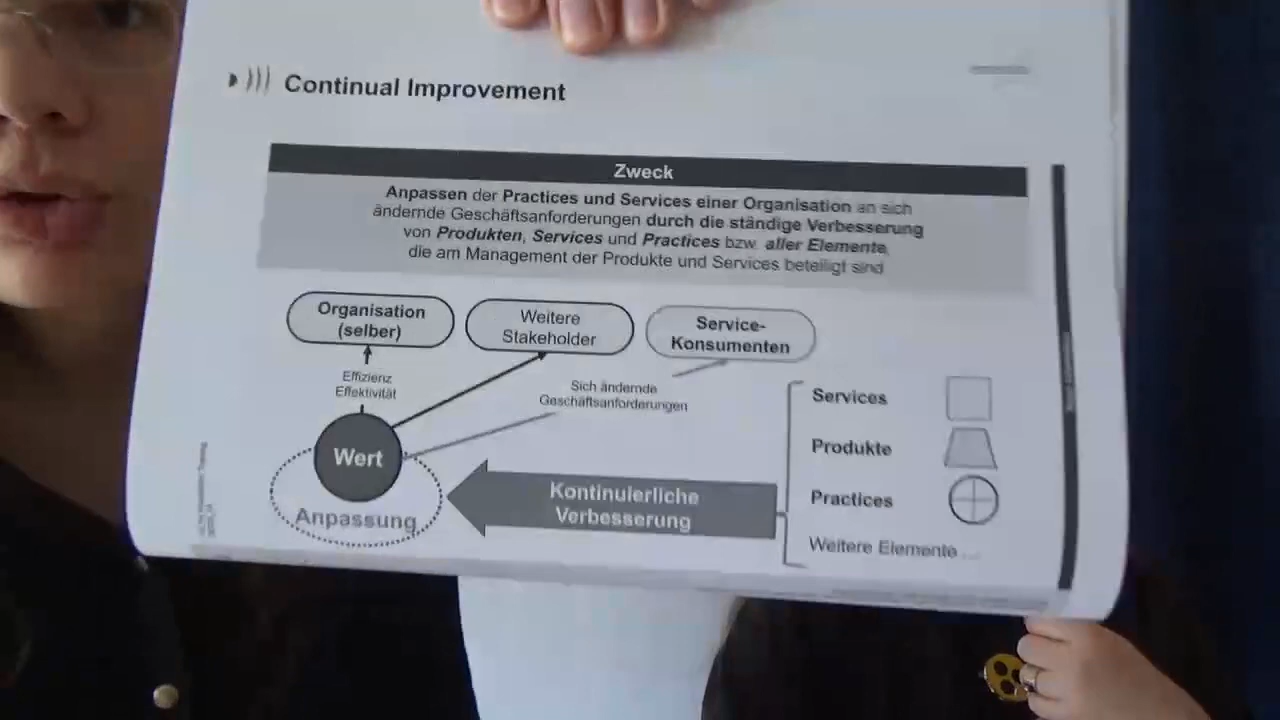 Continual Improvement
Zweck
Anpassen der Practices und Services einer Organisation an sich
ändernde Geschäftsanforderungen durch die ständige Verbesserung
von Produkten, Services und Practices bzw. aller Elemente,
die am Management der Produkte und Services beteiligt sind
Organisation
(selber)
Weitere
Stakeholder
Service-
Konsumenten
Effizienz
Effektivität
Sich ändernde
Geschäftsanforderungen
Wert
Anpassung
Kontinuierliche
Verbesserung
Services
Produkte
Practices
Weitere Elemente ...